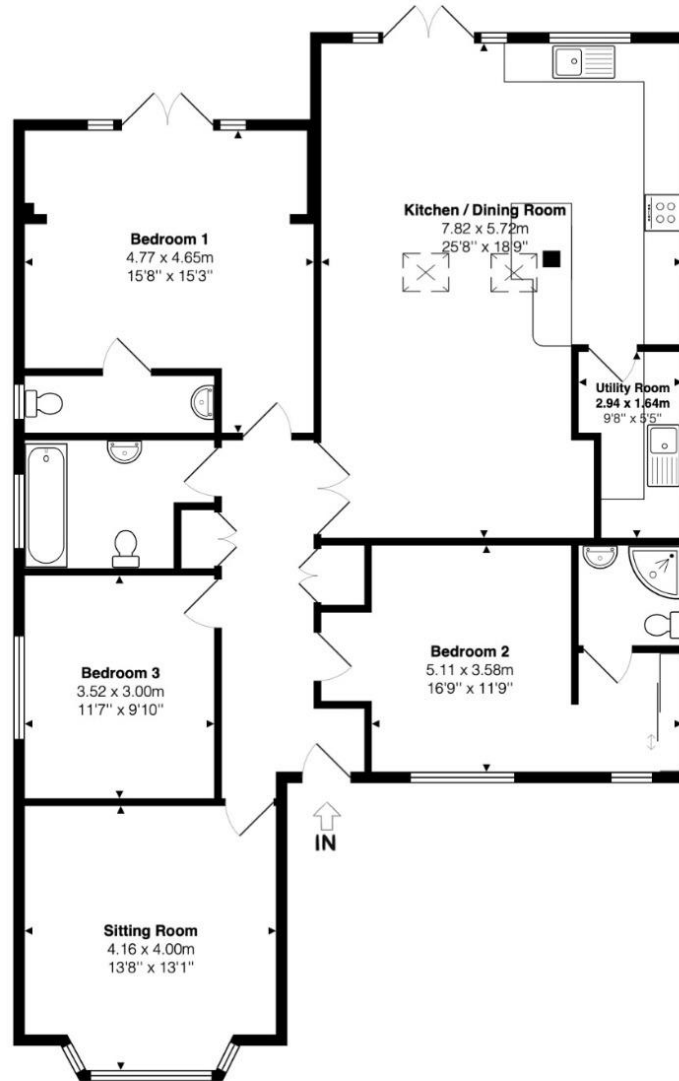 Kitchen / Dining Room
7.82 x 5.72m
25'8" x 18'9"
Bedroom 1
4.77 x 4.65m
15'8" x 15'3"
Utility Room
2.94 x 1.64m
9'8" x 5'5"
Bedroom 2
5.11 x 3.58m
16'9" x 11'9"
Bedroom 3
3.52 x 3.00m
11'7" x 9'10"
IN
Sitting Room
4.16 x 4.00m
13'8" x 13'1"